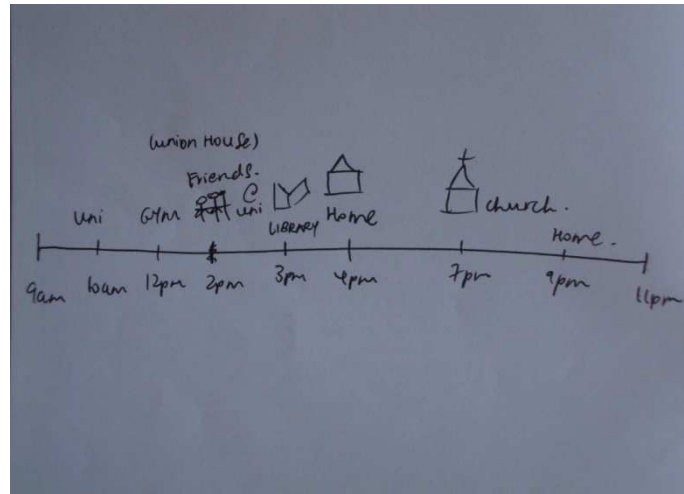 (union House)
Friends.
uni GYM @ uni LIBRARY Home church. Home.
9am 10am 12pm 2pm 3pm 4pm 7pm 9pm 11pm